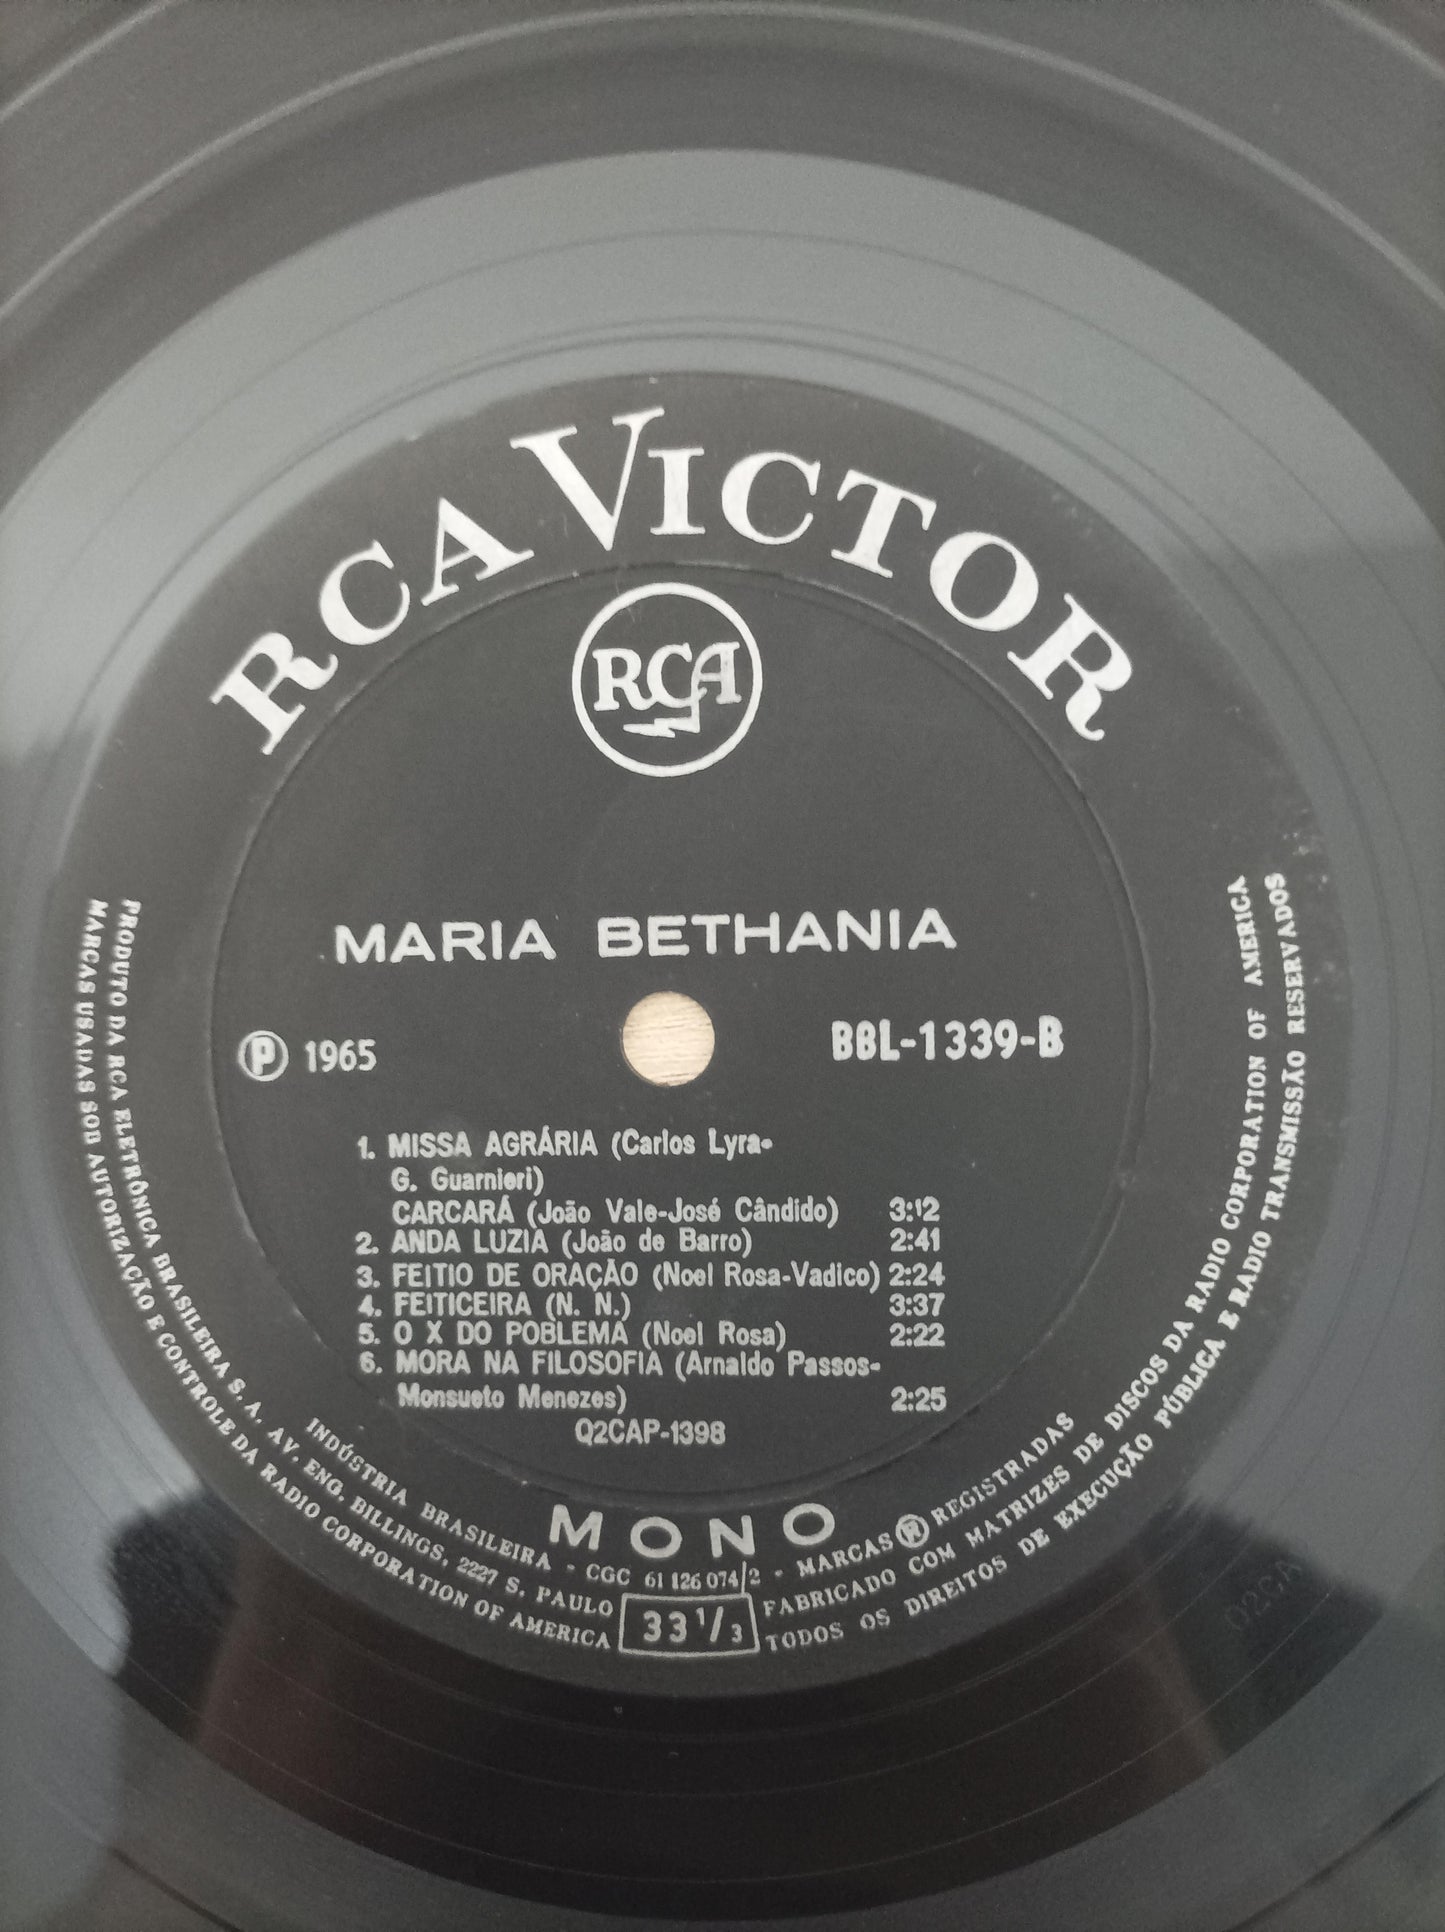 RCA VICTOR
RCA
MARIA BETHANIA
℗ 1965
BBL-1339-B
1. MISSA AGRÁRIA (Carlos Lyra-
G. Guarnieri)
CARCARÁ (João Vale-José Cândido) 3:12
2. ANDA LUZIA (João de Barro) 2:41
3. FEITIO DE ORAÇÃO (Noel Rosa-Vadico) 2:24
4. FEITICEIRA (N. N.) 3:37
5. O X DO POBLEMA (Noel Rosa) 2:22
6. MORA NA FILOSOFIA (Arnaldo Passos-
Monsueto Menezes) 2:25
Q2CAP-1398
MONO
33 1/3
INDÚSTRIA BRASILEIRA - CGC 61 126 074/2 - MARCAS ® REGISTRADAS
PRODUTO DA RCA ELETRÔNICA BRASILEIRA S. A. AV. ENG. BILLINGS, 2227 S. PAULO
FABRICADO COM MATRIZES DE DISCOS DA RADIO CORPORATION OF AMERICA
MARCAS USADAS SOB AUTORIZAÇÃO E CONTROLE DA RADIO CORPORATION OF AMERICA
TODOS OS DIREITOS DE EXECUÇÃO PÚBLICA E RADIO TRANSMISSÃO RESERVADOS